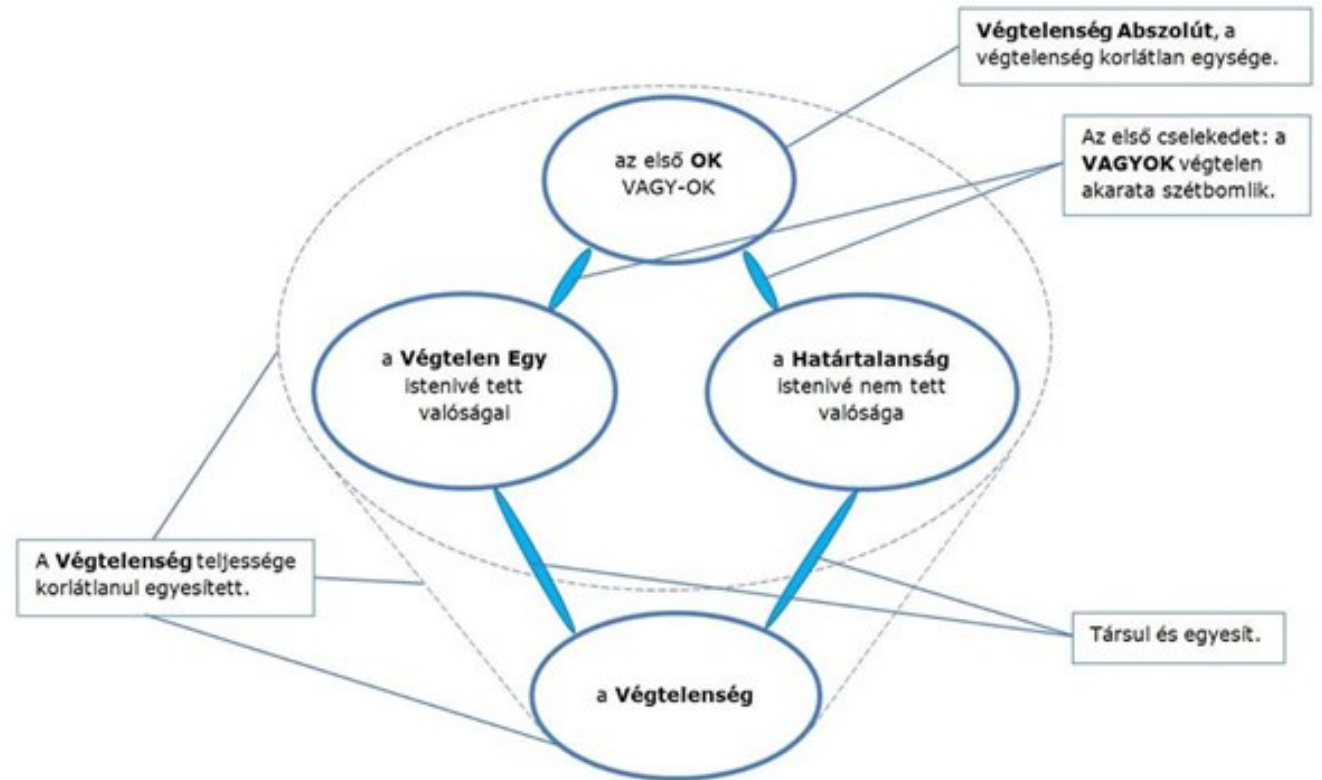 Végtelenség Abszolút, a
végtelenség korlátlan egysége.
Az első cselekedet: a
VAGYOK végtelen
akarata szétbomlik.
az első OK
VAGY-OK
a Végtelen Egy
istenivé tett
valóságai
a Határtalanság
istenivé nem tett
valósága
A Végtelenség teljessége
korlátlanul egyesített.
Társul és egyesít.
a Végtelenség